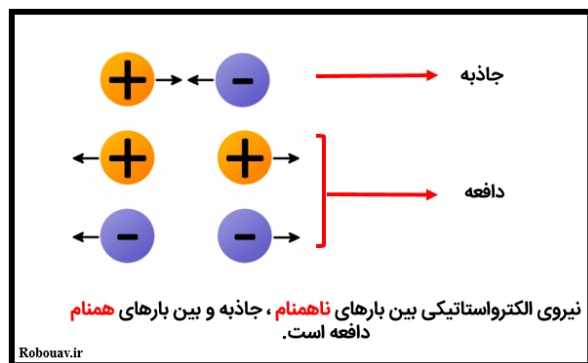 + -
جاذبه
+ +
دافعه
- -
نیروی الکترواستاتیکی بین بارهای ناهمنام ، جاذبه و بین بارهای همنام
دافعه است.
Robouav.ir